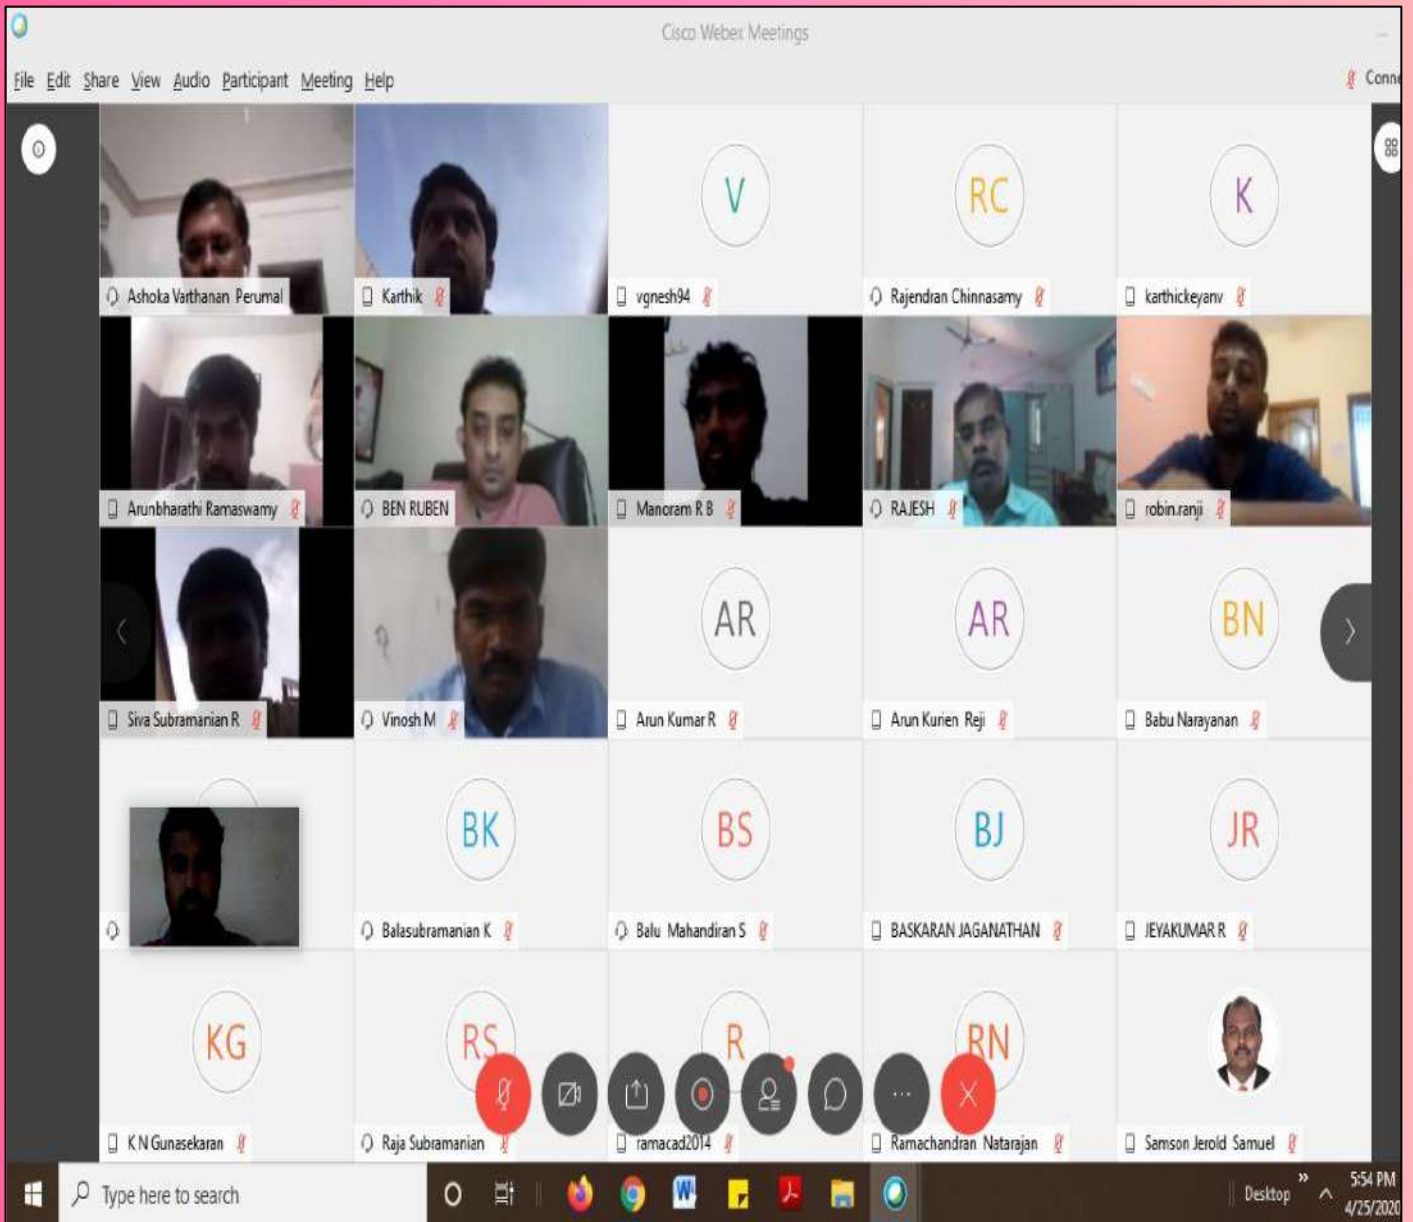 Cisco Webex Meetings
File Edit Share View Audio Participant Meeting Help
Conne
V RC K
Ashoka Varthanan Perumal Karthik vgnesh94 Rajendran Chinnasamy karthickeyanv
Arunbharathi Ramaswamy BEN RUBEN Manoram R B RAJESH robin.ranji
AR AR BN
Siva Subramanian R Vinosh M Arun Kumar R Arun Kurien Reji Babu Narayanan
BK BS BJ JR
Balasubramanian K Balu Mahandiran S BASKARAN JAGANATHAN JEYAKUMAR R
KG RS R RN
K N Gunasekaran Raja Subramanian ramacad2014 Ramachandran Natarajan Samson Jerold Samuel
Type here to search Desktop 5:54 PM
4/25/2020